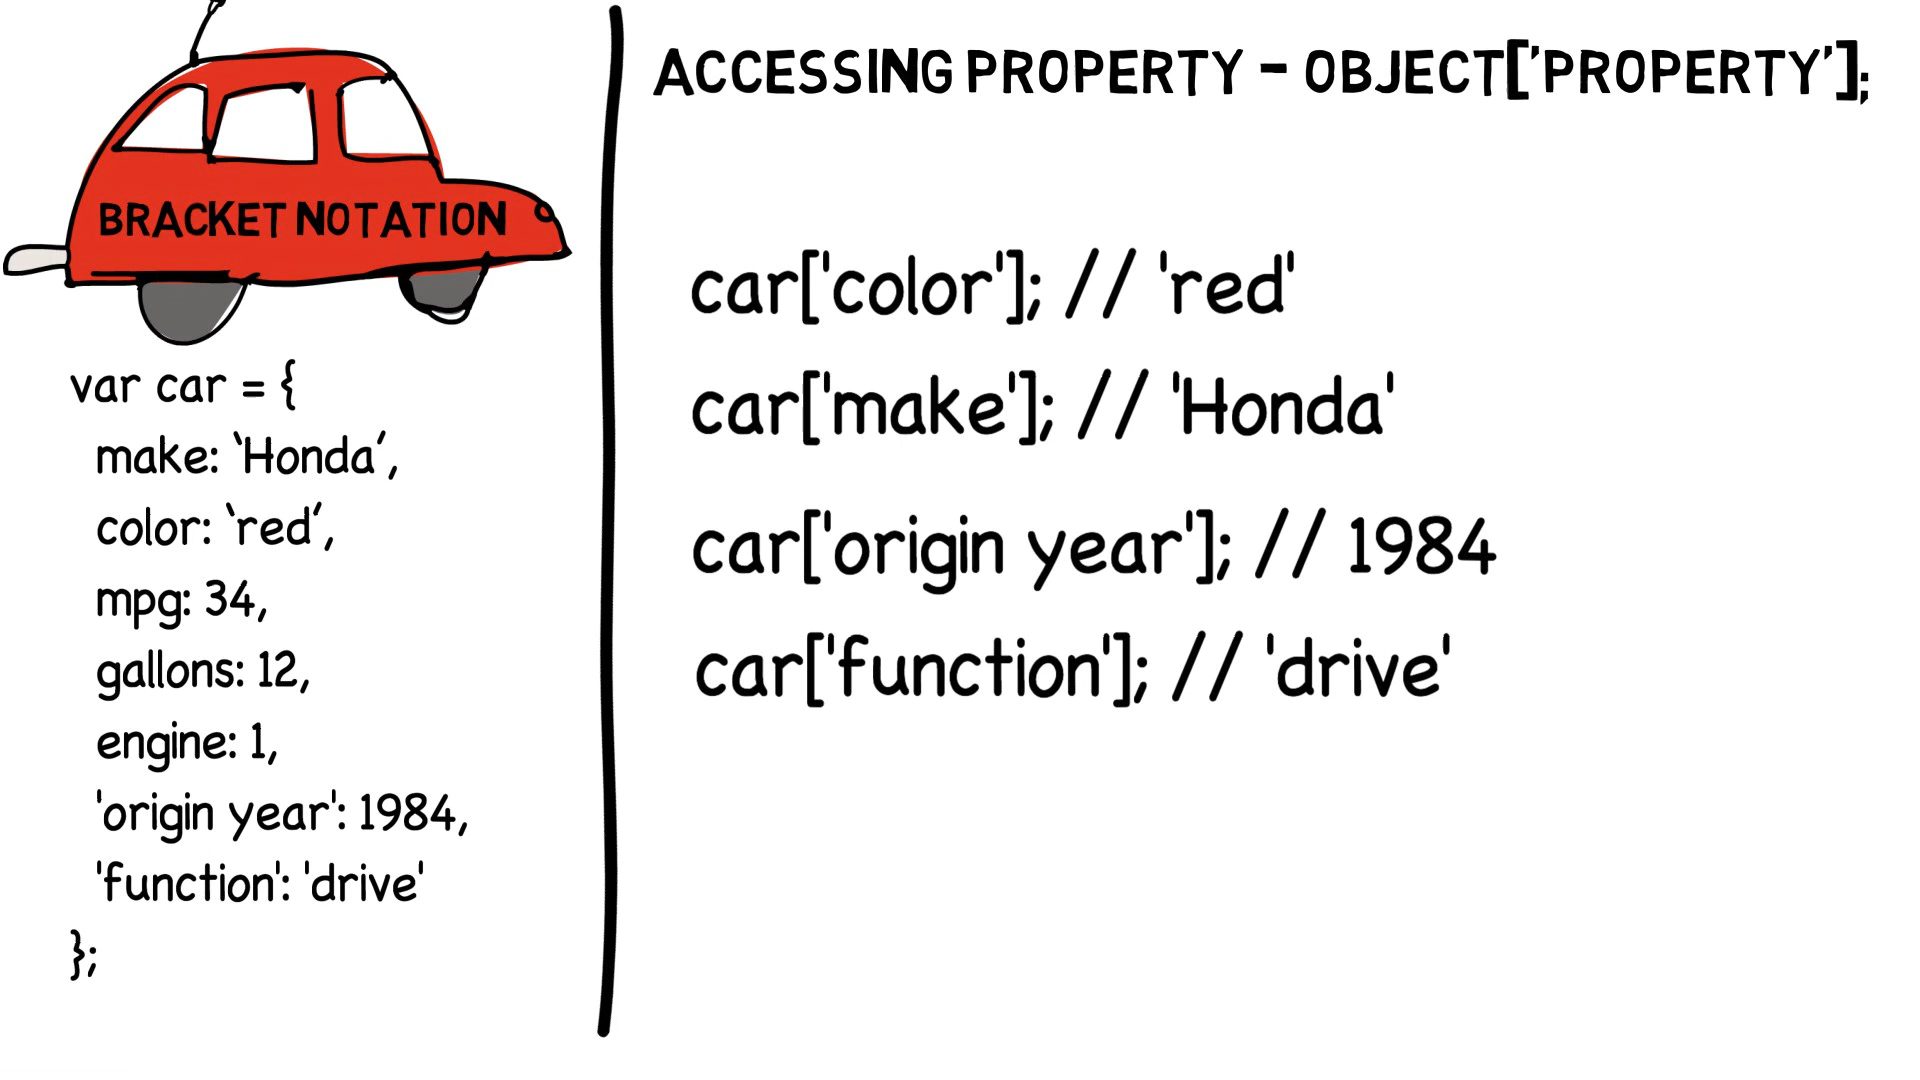 BRACKET NOTATION
var car = {
make: ‘Honda’,
color: ‘red’,
mpg: 34,
gallons: 12,
engine: 1,
'origin year': 1984,
'function': 'drive'
};
ACCESSING PROPERTY - OBJECT['PROPERTY'];
car['color']; // 'red'
car['make']; // 'Honda'
car['origin year']; // 1984
car['function']; // 'drive'